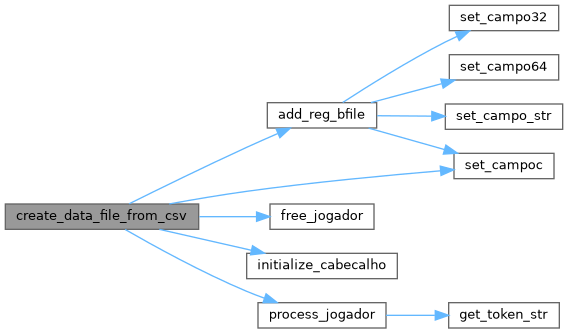 set_campo32
set_campo64
add_reg_bfile
set_campo_str
set_campoc
create_data_file_from_csv
free_jogador
initialize_cabecalho
process_jogador
get_token_str